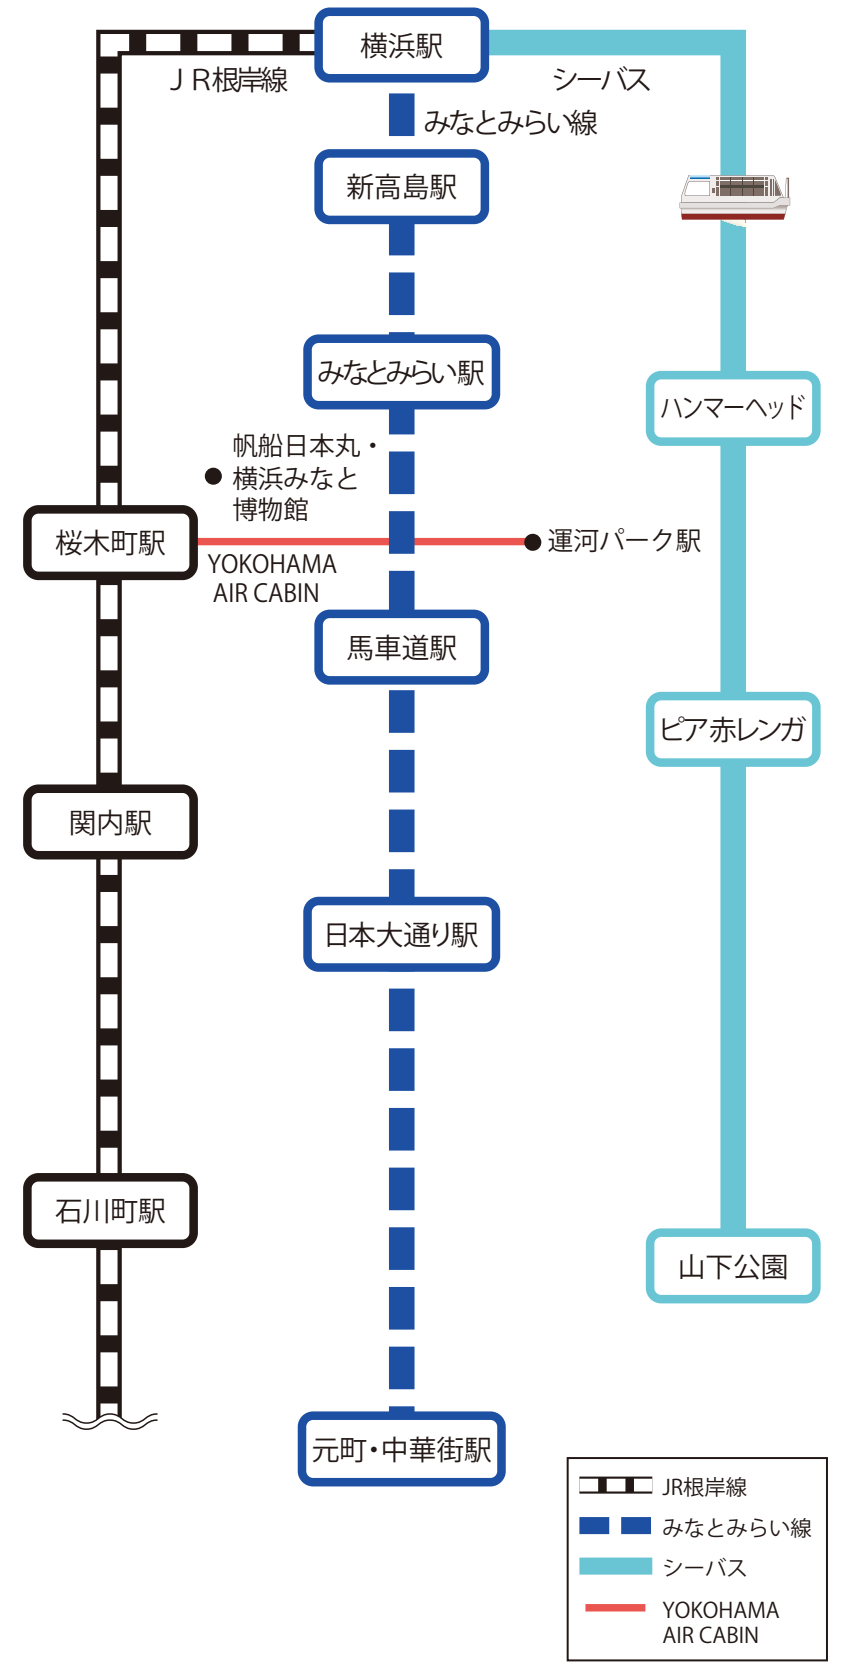 横浜駅
ＪＲ根岸線
シーバス
みなとみらい線
新高島駅
みなとみらい駅
ハンマーヘッド
帆船日本丸・
横浜みなと
博物館
桜木町駅
運河パーク駅
YOKOHAMA
AIR CABIN
馬車道駅
ピア赤レンガ
関内駅
日本大通り駅
石川町駅
山下公園
元町・中華街駅
JR根岸線
みなとみらい線
シーバス
YOKOHAMA
AIR CABIN